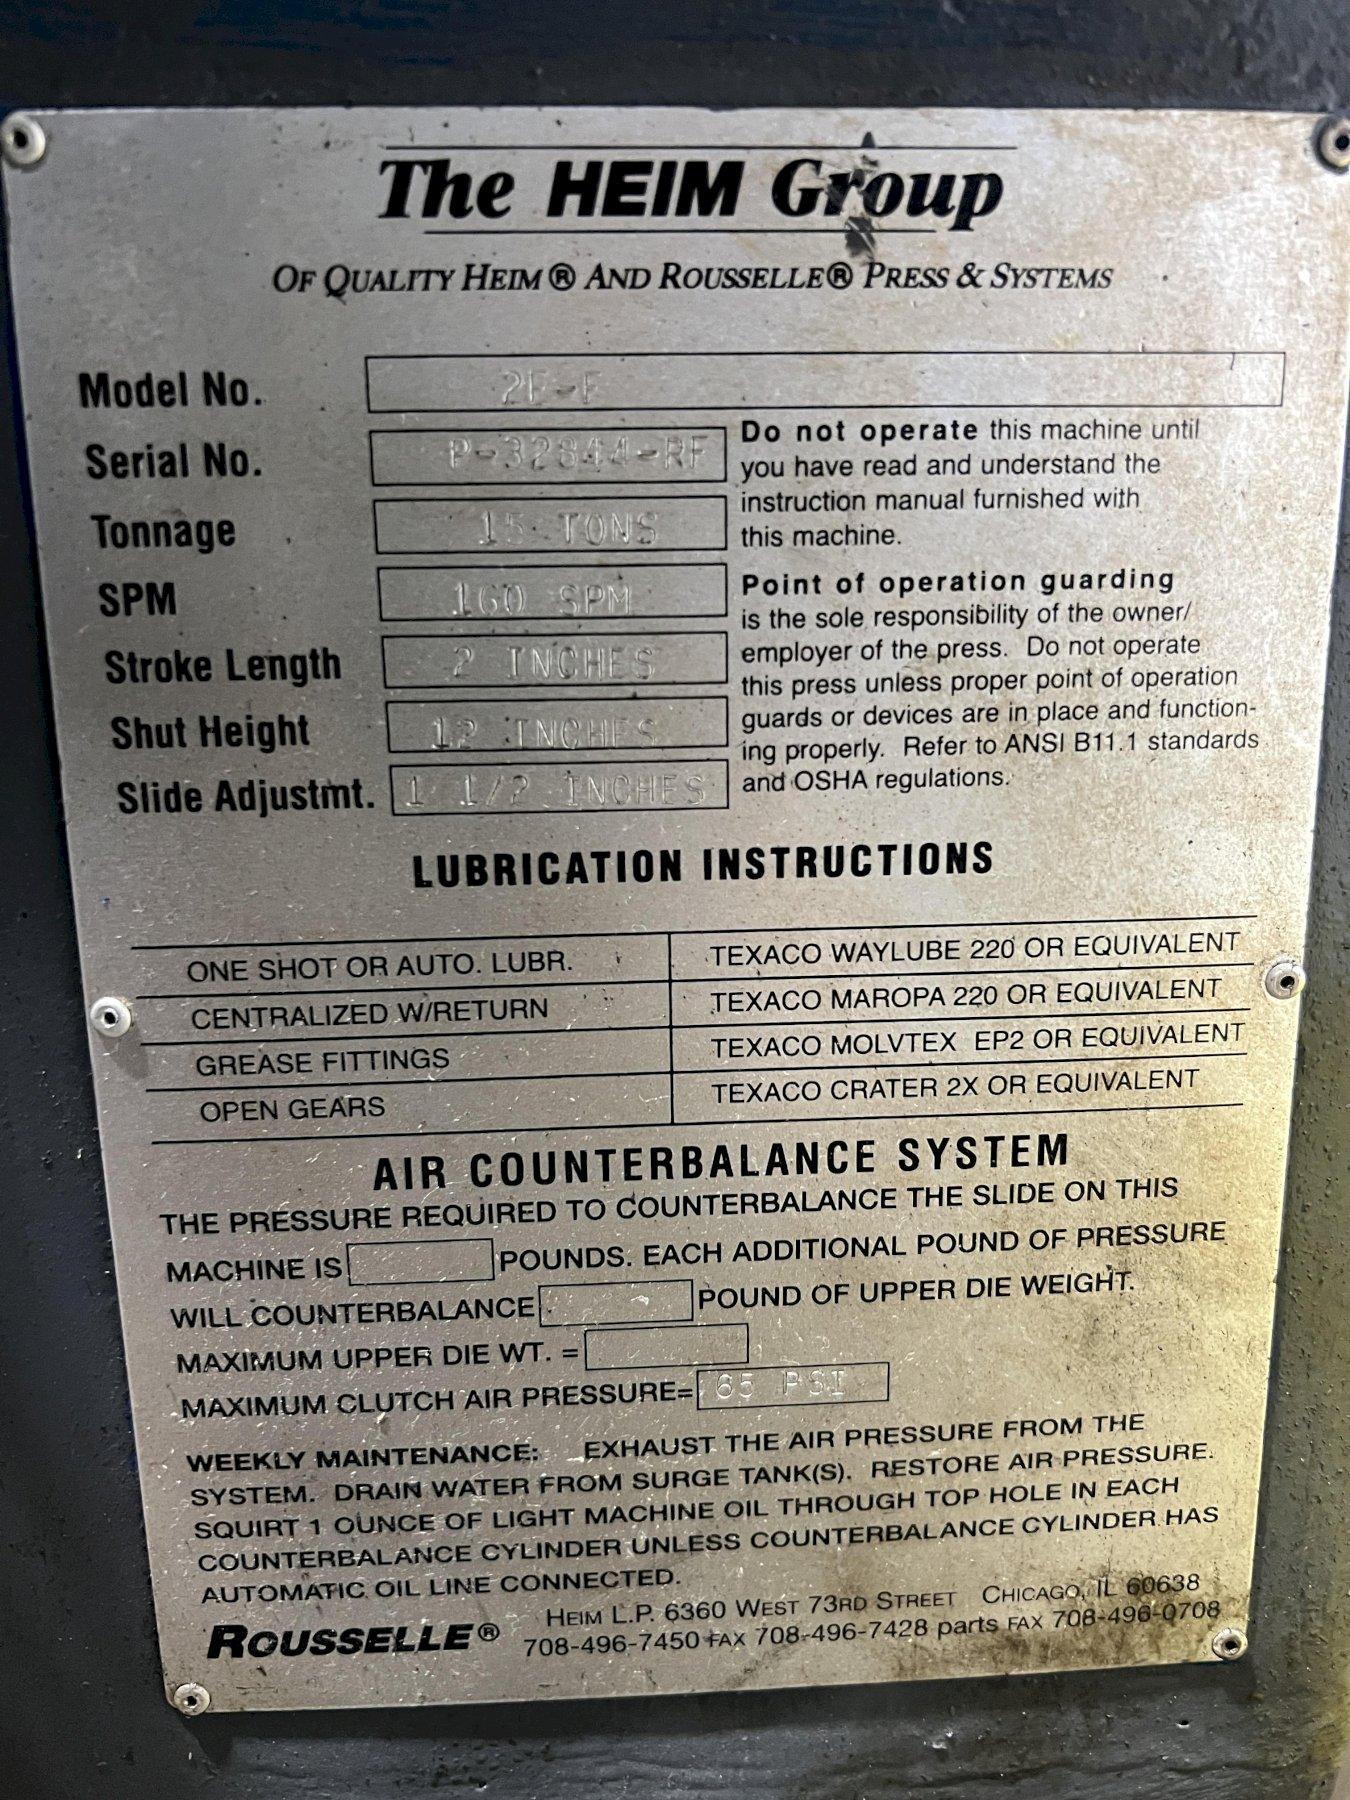 The HEIM Group
OF QUALITY HEIM® AND ROUSSELLE® PRESS & SYSTEMS
Model No. 2F-F
Serial No. P-32844-RF
Tonnage 15 TONS
SPM 160 SPM
Stroke Length 2 INCHES
Shut Height 12 INCHES
Slide Adjustmt. 1 1/2 INCHES
Do not operate this machine until
you have read and understand the
instruction manual furnished with
this machine.
Point of operation guarding
is the sole responsibility of the owner/
employer of the press. Do not operate
this press unless proper point of operation
guards or devices are in place and function-
ing properly. Refer to ANSI B11.1 standards
and OSHA regulations.
LUBRICATION INSTRUCTIONS
ONE SHOT OR AUTO. LUBR. TEXACO WAYLUBE 220 OR EQUIVALENT
CENTRALIZED W/RETURN TEXACO MAROPA 220 OR EQUIVALENT
GREASE FITTINGS TEXACO MOLVTEX EP2 OR EQUIVALENT
OPEN GEARS TEXACO CRATER 2X OR EQUIVALENT
AIR COUNTERBALANCE SYSTEM
THE PRESSURE REQUIRED TO COUNTERBALANCE THE SLIDE ON THIS
MACHINE IS POUNDS. EACH ADDITIONAL POUND OF PRESSURE
WILL COUNTERBALANCE POUND OF UPPER DIE WEIGHT.
MAXIMUM UPPER DIE WT. =
MAXIMUM CLUTCH AIR PRESSURE= 65 PSI
WEEKLY MAINTENANCE: EXHAUST THE AIR PRESSURE FROM THE
SYSTEM. DRAIN WATER FROM SURGE TANK(S). RESTORE AIR PRESSURE.
SQUIRT 1 OUNCE OF LIGHT MACHINE OIL THROUGH TOP HOLE IN EACH
COUNTERBALANCE CYLINDER UNLESS COUNTERBALANCE CYLINDER HAS
AUTOMATIC OIL LINE CONNECTED.
ROUSSELLE® HEIM L.P. 6360 WEST 73RD STREET CHICAGO, IL 60638
708-496-7450 FAX 708-496-7428 parts FAX 708-496-0708